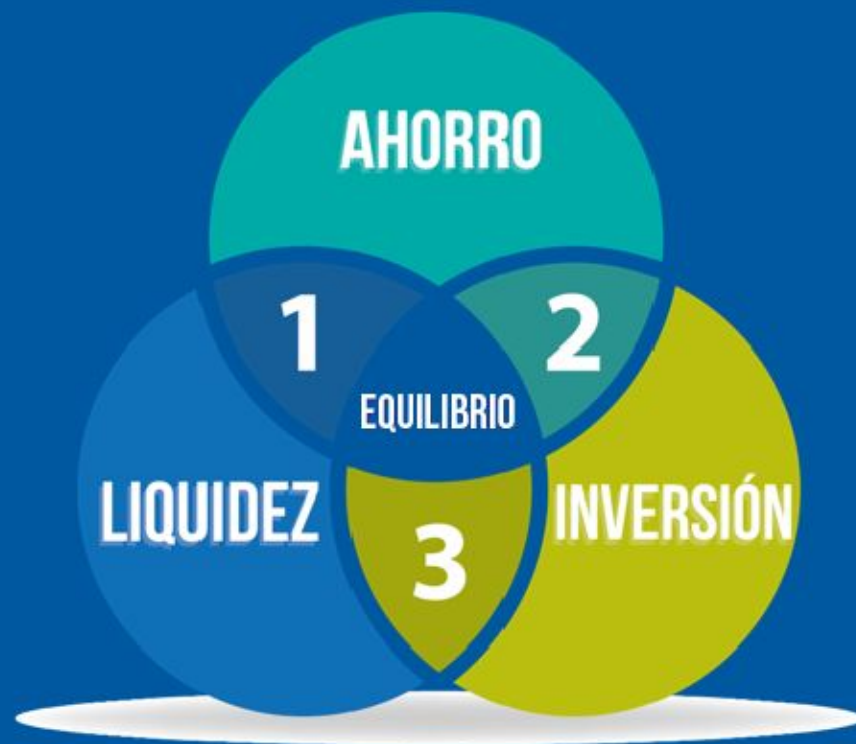 AHORRO
1
2
EQUILIBRIO
LIQUIDEZ
INVERSIÓN
3